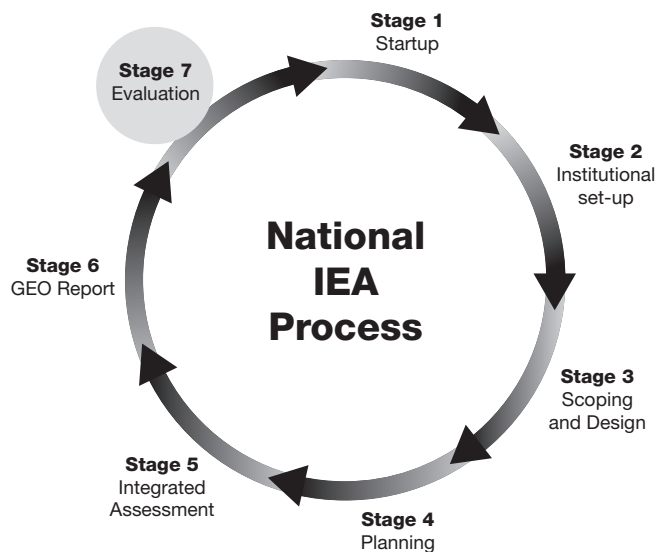 Stage 1
Startup
Stage 2
Institutional
set-up
Stage 3
Scoping
and Design
Stage 4
Planning
Stage 5
Integrated
Assessment
Stage 6
GEO Report
Stage 7
Evaluation
National
IEA
Process